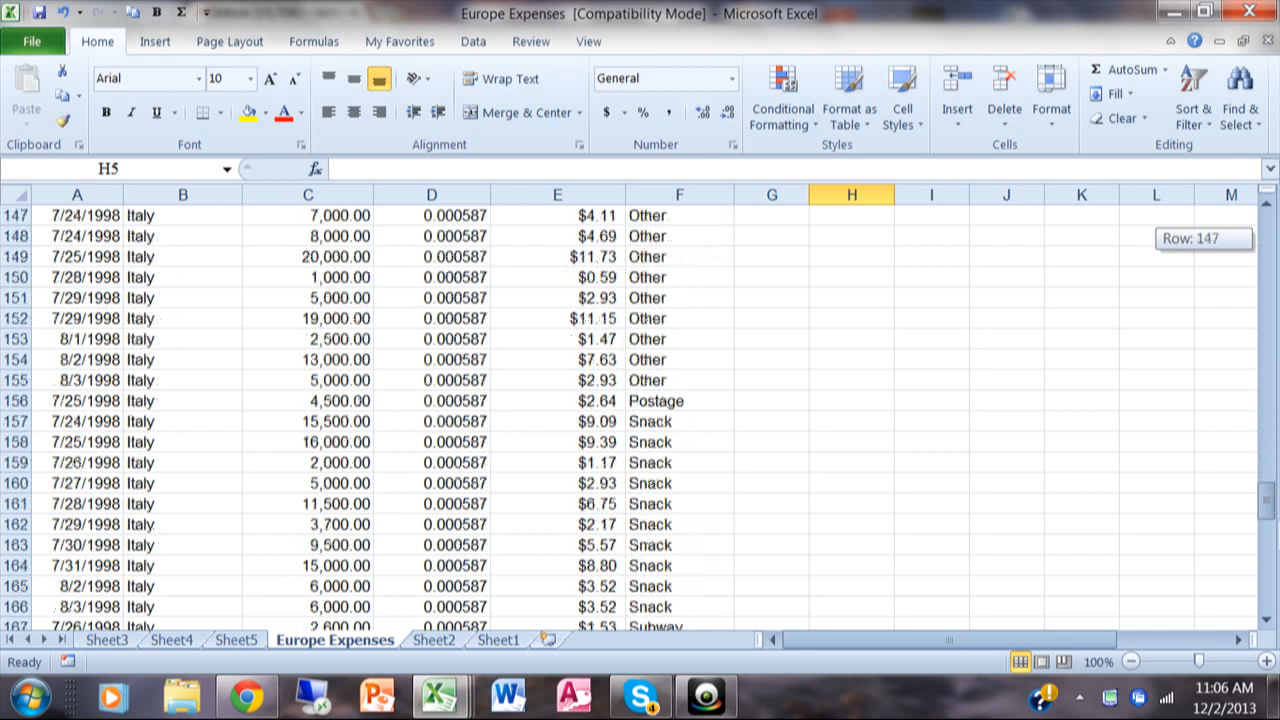 Europe Expenses [Compatibility Mode] - Microsoft Excel
File Home Insert Page Layout Formulas My Favorites Data Review View
Arial 10 Wrap Text General AutoSum
Paste Conditional Formatting Format as Table Cell Styles Insert Delete Format Fill Sort & Filter Find & Select
B I U A Merge & Center $ % , Clear
Clipboard Font Alignment Number Styles Cells Editing
H5 fx
A B C D E F G H I J K L M
147 7/24/1998 Italy 7,000.00 0.000587 $4.11 Other
148 7/24/1998 Italy 8,000.00 0.000587 $4.69 Other
Row: 147
149 7/25/1998 Italy 20,000.00 0.000587 $11.73 Other
150 7/28/1998 Italy 1,000.00 0.000587 $0.59 Other
151 7/29/1998 Italy 5,000.00 0.000587 $2.93 Other
152 7/29/1998 Italy 19,000.00 0.000587 $11.15 Other
153 8/1/1998 Italy 2,500.00 0.000587 $1.47 Other
154 8/2/1998 Italy 13,000.00 0.000587 $7.63 Other
155 8/3/1998 Italy 5,000.00 0.000587 $2.93 Other
156 7/25/1998 Italy 4,500.00 0.000587 $2.64 Postage
157 7/24/1998 Italy 15,500.00 0.000587 $9.09 Snack
158 7/25/1998 Italy 16,000.00 0.000587 $9.39 Snack
159 7/26/1998 Italy 2,000.00 0.000587 $1.17 Snack
160 7/27/1998 Italy 5,000.00 0.000587 $2.93 Snack
161 7/28/1998 Italy 11,500.00 0.000587 $6.75 Snack
162 7/29/1998 Italy 3,700.00 0.000587 $2.17 Snack
163 7/30/1998 Italy 9,500.00 0.000587 $5.57 Snack
164 7/31/1998 Italy 15,000.00 0.000587 $8.80 Snack
165 8/2/1998 Italy 6,000.00 0.000587 $3.52 Snack
166 8/3/1998 Italy 6,000.00 0.000587 $3.52 Snack
167 7/26/1998 Italy 2,600.00 0.000587 $1.53 Subway
Sheet3 Sheet4 Sheet5 Europe Expenses Sheet2 Sheet1
Ready 100%
11:06 AM
12/2/2013